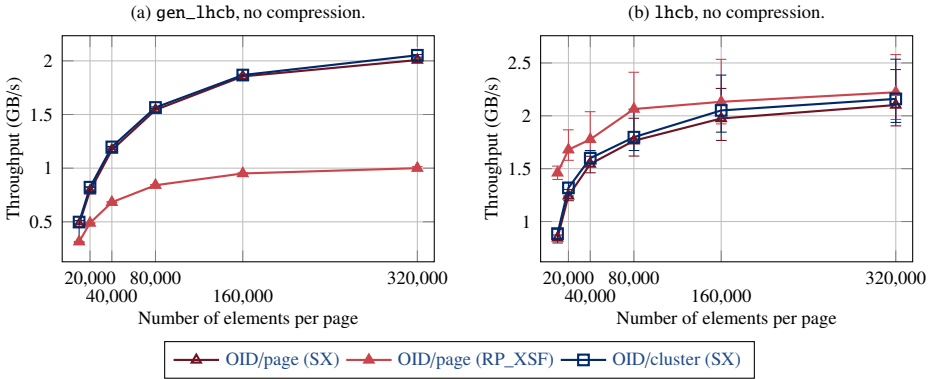 (a) gen_lhcb, no compression.
Throughput (GB/s)
2
1.5
1
0.5
20,000 80,000 320,000
40,000 160,000
Number of elements per page
(b) lhcb, no compression.
Throughput (GB/s)
2.5
2
1.5
1
20,000 80,000 320,000
40,000 160,000
Number of elements per page
OID/page (SX) OID/page (RP_XSF) OID/cluster (SX)